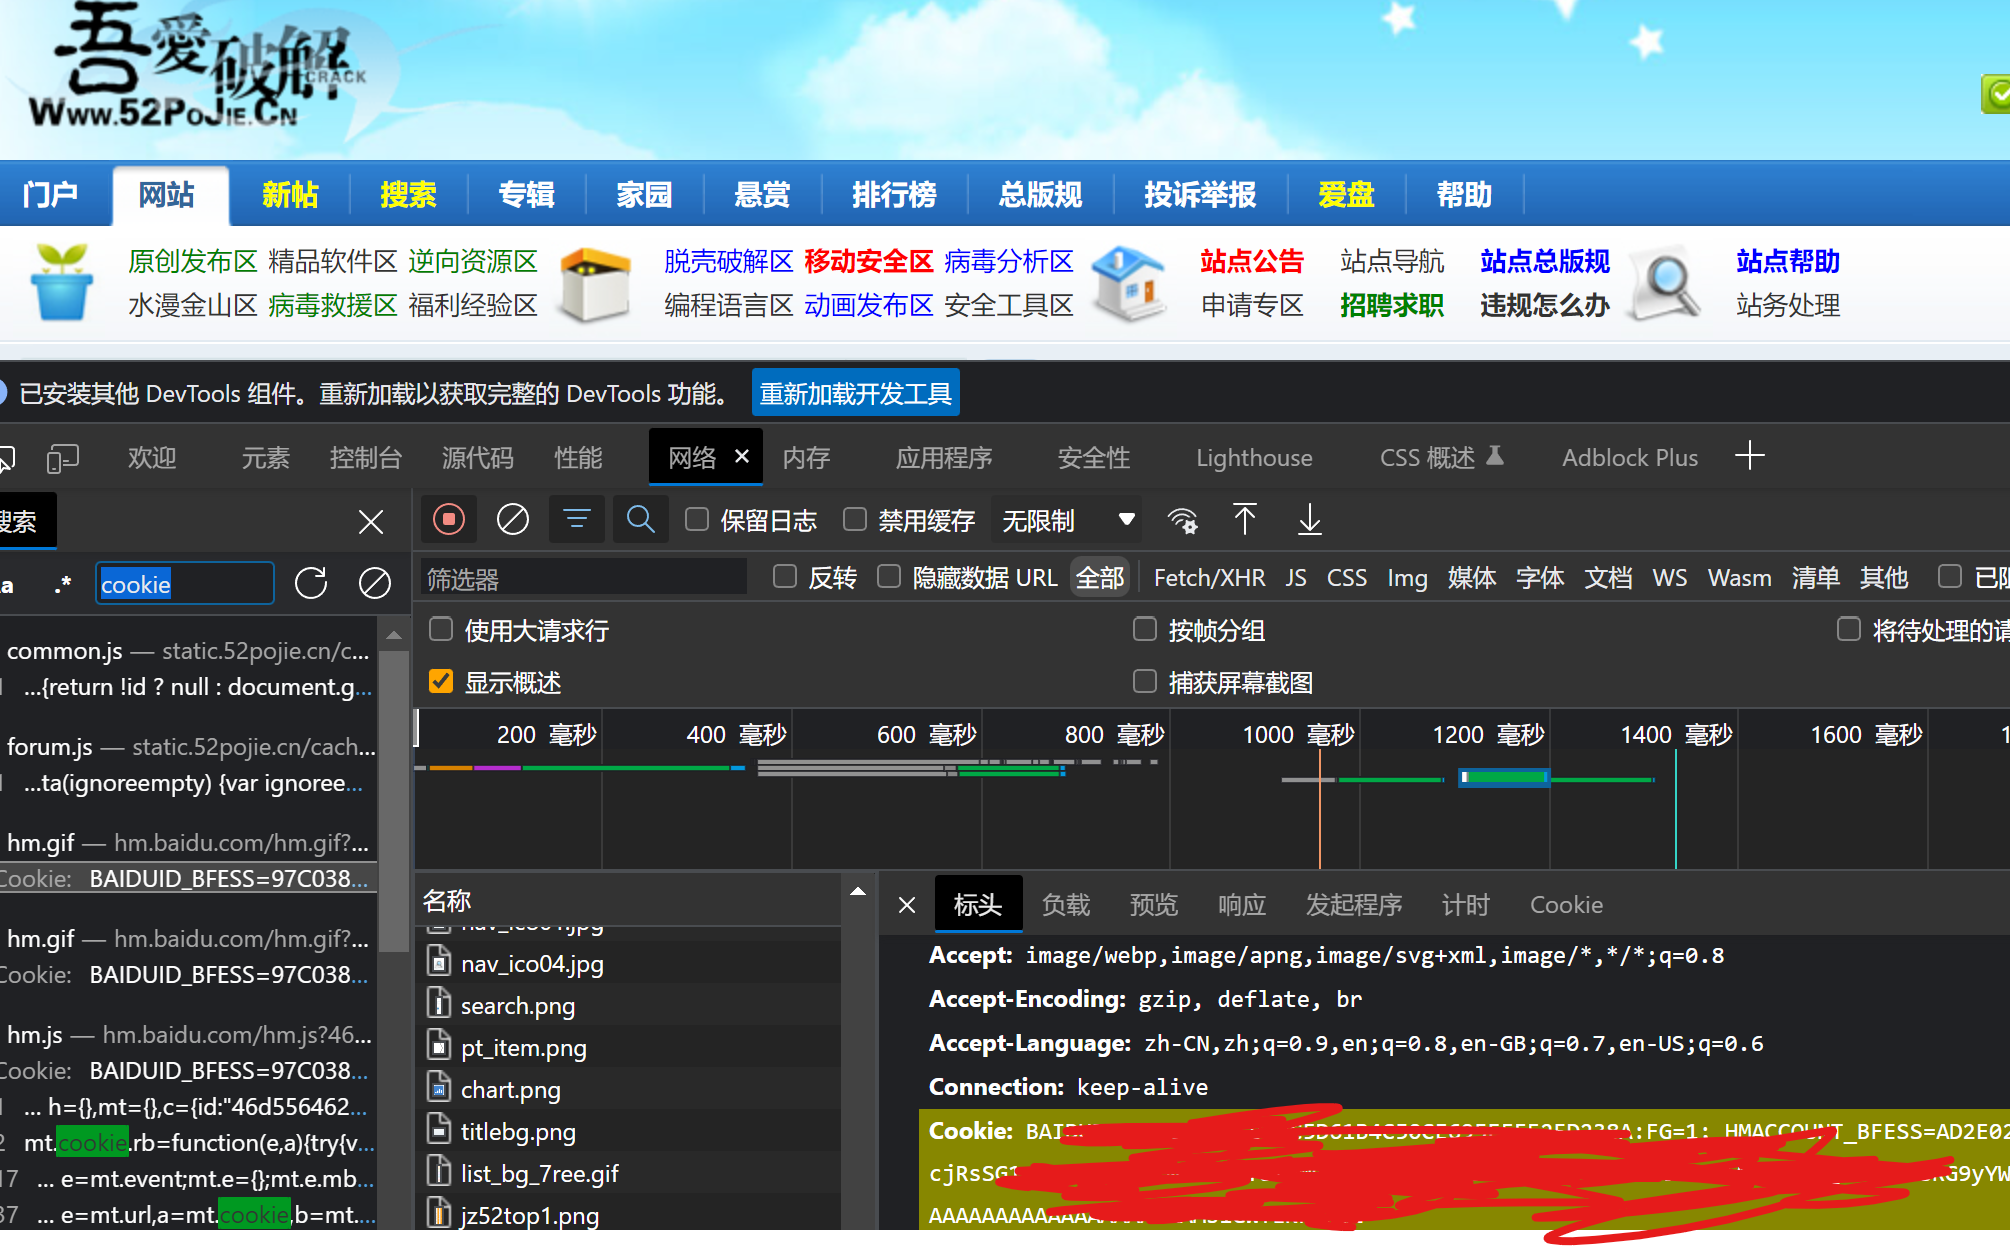 吾愛破解
CRACK
WWW.52POJIE.CN
门户 网站 新帖 搜索 专辑 家园 悬赏 排行榜 总版规 投诉举报 爱盘 帮助
原创发布区 精品软件区 逆向资源区 脱壳破解区 移动安全区 病毒分析区 站点公告 站点导航 站点总版规 站点帮助
水漫金山区 病毒救援区 福利经验区 编程语言区 动画发布区 安全工具区 申请专区 招聘求职 违规怎么办 站务处理
已安装其他 DevTools 组件。重新加载以获取完整的 DevTools 功能。 重新加载开发工具
欢迎 元素 控制台 源代码 性能 网络 × 内存 应用程序 安全性 Lighthouse CSS 概述 Adblock Plus +
搜索
保留日志 禁用缓存 无限制
a .* cookie
筛选器 反转 隐藏数据 URL 全部 Fetch/XHR JS CSS Img 媒体 字体 文档 WS Wasm 清单 其他 已阻
使用大请求行 按帧分组 将待处理的请
显示概述 捕获屏幕截图
200 毫秒 400 毫秒 600 毫秒 800 毫秒 1000 毫秒 1200 毫秒 1400 毫秒 1600 毫秒
common.js — static.52pojie.cn/c...
...{return !id ? null : document.g...
forum.js — static.52pojie.cn/cach...
...ta(ignoreempty) {var ignoree...
hm.gif — hm.baidu.com/hm.gif?...
Cookie: BAIDUID_BFESS=97C038...
hm.gif — hm.baidu.com/hm.gif?...
Cookie: BAIDUID_BFESS=97C038...
hm.js — hm.baidu.com/hm.js?46...
Cookie: BAIDUID_BFESS=97C038...
... h={},mt={},c={id:"46d556462...
2 mt.cookie.rb=function(e,a){try{v...
17 ... e=mt.event;mt.e={};mt.e.mb...
37 ... e=mt.url,a=mt.cookie,b=mt....
名称
nav_ico04.jpg
search.png
pt_item.png
chart.png
titlebg.png
list_bg_7ree.gif
jz52top1.png
标头 负载 预览 响应 发起程序 计时 Cookie
Accept: image/webp,image/apng,image/svg+xml,image/*,*/*;q=0.8
Accept-Encoding: gzip, deflate, br
Accept-Language: zh-CN,zh;q=0.9,en;q=0.8,en-GB;q=0.7,en-US;q=0.6
Connection: keep-alive
Cookie: BAI FG=1; HMACCOUNT_BFESS=AD2E02
cjRsSG G9yYW
AAAAAAAAAAAAA